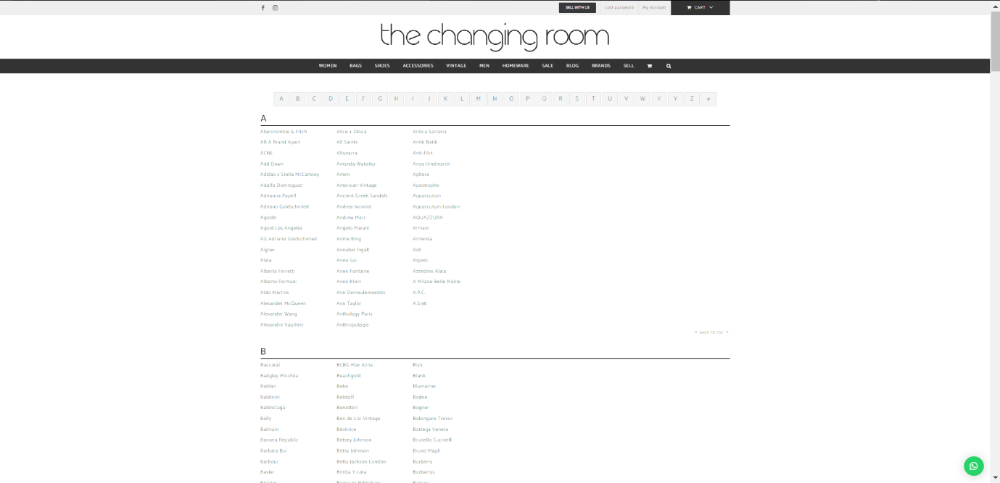 SELL WITH US
Lost password
My Account
CART
the changing room
WOMEN BAGS SHOES ACCESSORIES VINTAGE MEN HOMEWARE SALE BLOG BRANDS SELL
A B C D E F G H I J K L M N O P Q R S T U V W X Y Z #
A
Abercrombie & Fitch
AB A Brand Apart
ACNE
Add Down
Adidas x Stella McCartney
Adolfo Dominguez
Adrianna Papell
Adriano Goldschmied
Agolde
Agold Los Angeles
AG Adriano Goldschmied
Aigner
Alaia
Alberta Ferretti
Alberto Fermani
Aldo Martins
Alexander McQueen
Alexander Wang
Alexandre Vauthier
Alice + Olivia
All Saints
Altuzarra
Amanda Wakeley
Amen
American Vintage
Ancient Greek Sandals
Andrea Incontri
Andrew Marc
Angelo Marani
Anine Bing
Annabel Ingall
Anna Sui
Anne Fontaine
Anne Klein
Ann Demeulemeester
Ann Taylor
Anthology Paris
Anthropologie
Antica Sartoria
Antik Batik
Anti-Flirt
Anya Hindmarch
Aphero
Apostrophe
Aquascutum
Aquascutum London
AQUAZZURA
Armani
Armenta
Ash
Aspesi
Azzedine Alaia
A Milano Belle Maille
A.P.C.
A.S.98
BACK TO TOP
B
Baccarat
Badgley Mischka
Baldan
Baldinini
Balenciaga
Bally
Balmain
Banana Republic
Barbara Bui
Barbour
Basler
BCBG Max Azria
Beachgold
Bebe
Belstaff
Benetton
Ben de Lisi Vintage
Bérénice
Betsey Johnson
Betsy Johnson
Betty Jackson London
Bimba Y Lola
Biya
Blank
Blumarine
Boden
Bogner
Bolongaro Trevor
Bottega Veneta
Brunello Cucinelli
Bruno Magli
Burberry
Burberrys